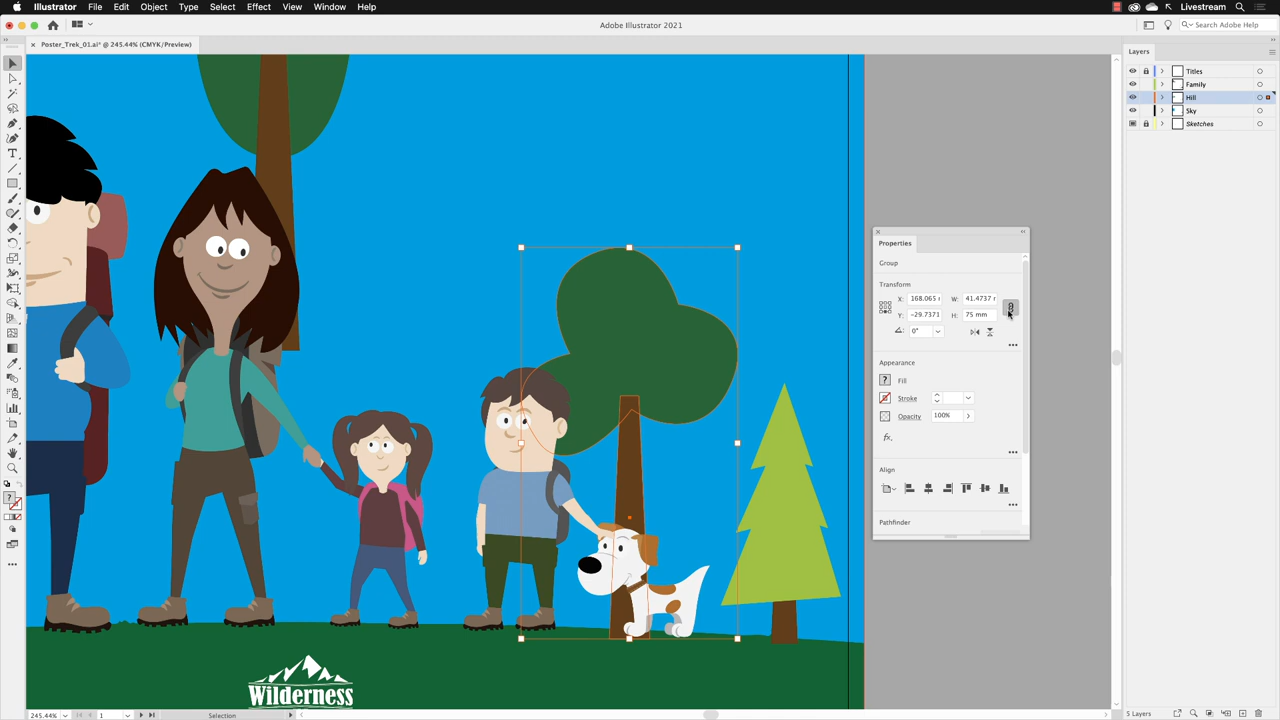 Illustrator File Edit Object Type Select Effect View Window Help Livestream
Adobe Illustrator 2021
Search Adobe Help
× Poster_Trek_01.ai* @ 245.44% (CMYK/Preview)
Layers
Titles
Family
Hill
Sky
Sketches
Properties
Group
Transform
X: 168.065 W: 41.4737
Y: -29.7371 H: 75 mm
0°
Appearance
? Fill
Stroke
Opacity 100%
fx.
Align
Pathfinder
Wilderness
245.44% 1 Selection
5 Layers